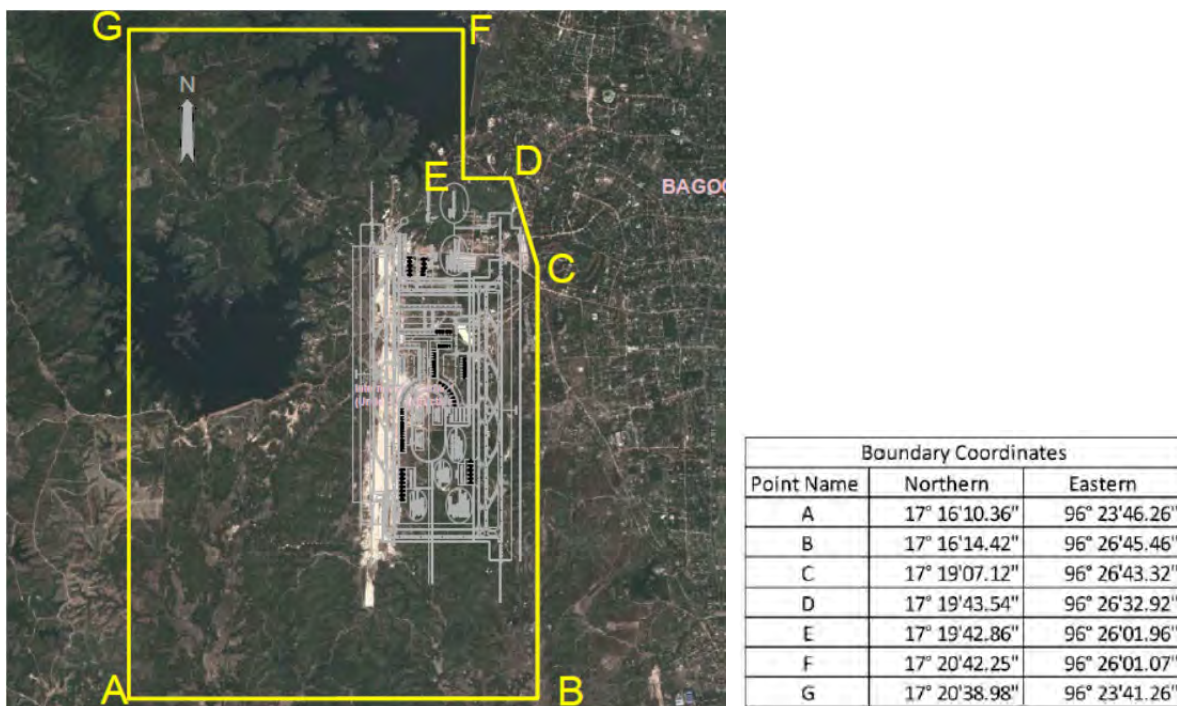 G
F
N
E
D
BAGO
C
A
B
Boundary Coordinates
Point Name Northern Eastern
A 17° 16'10.36" 96° 23'46.26"
B 17° 16'14.42" 96° 26'45.46"
C 17° 19'07.12" 96° 26'43.32"
D 17° 19'43.54" 96° 26'32.92"
E 17° 19'42.86" 96° 26'01.96"
F 17° 20'42.25" 96° 26'01.07"
G 17° 20'38.98" 96° 23'41.26"